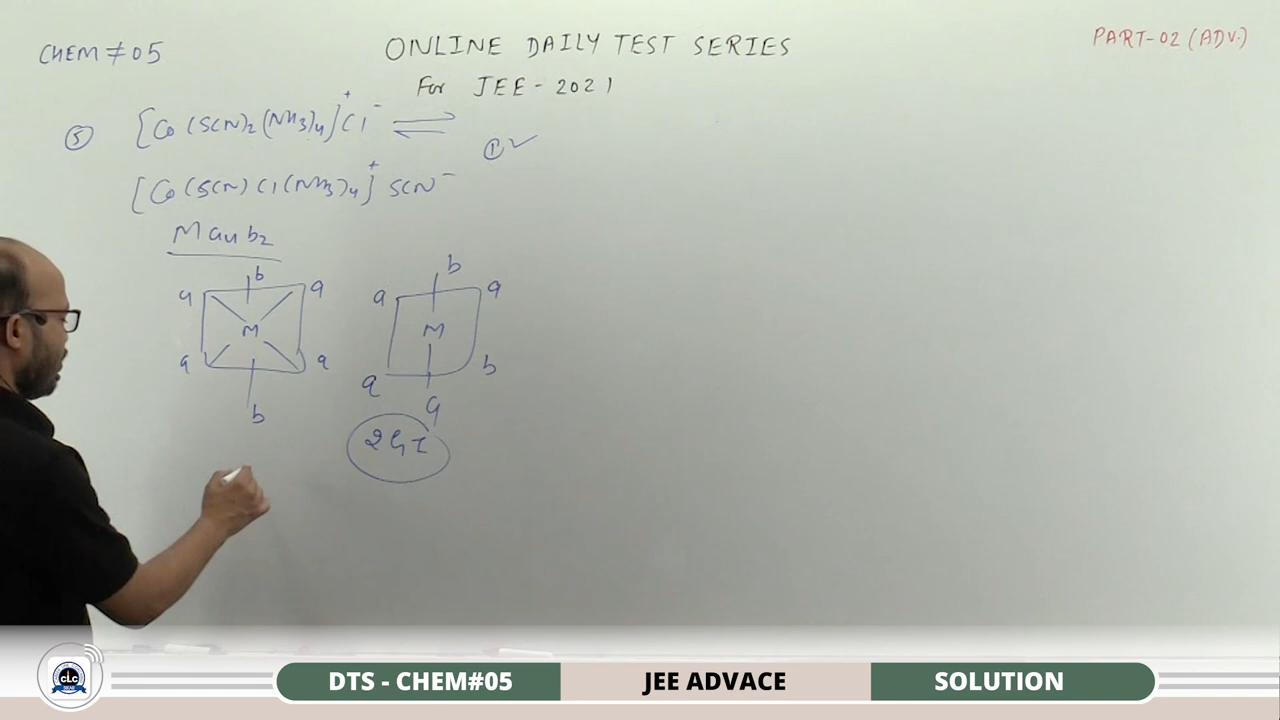 CHEM # 05
ONLINE DAILY TEST SERIES
PART-02 (ADV.)
For JEE - 2021
⑤ [Co(SCN)2(NH3)4]+Cl- ⇌
① ✓
[Co(SCN)Cl(NH3)4]+ SCN-
Ma4b2
b
a a
M
a a
b
b
a a
M
a b
a
2GI
CLC
DTS - CHEM#05
JEE ADVACE
SOLUTION